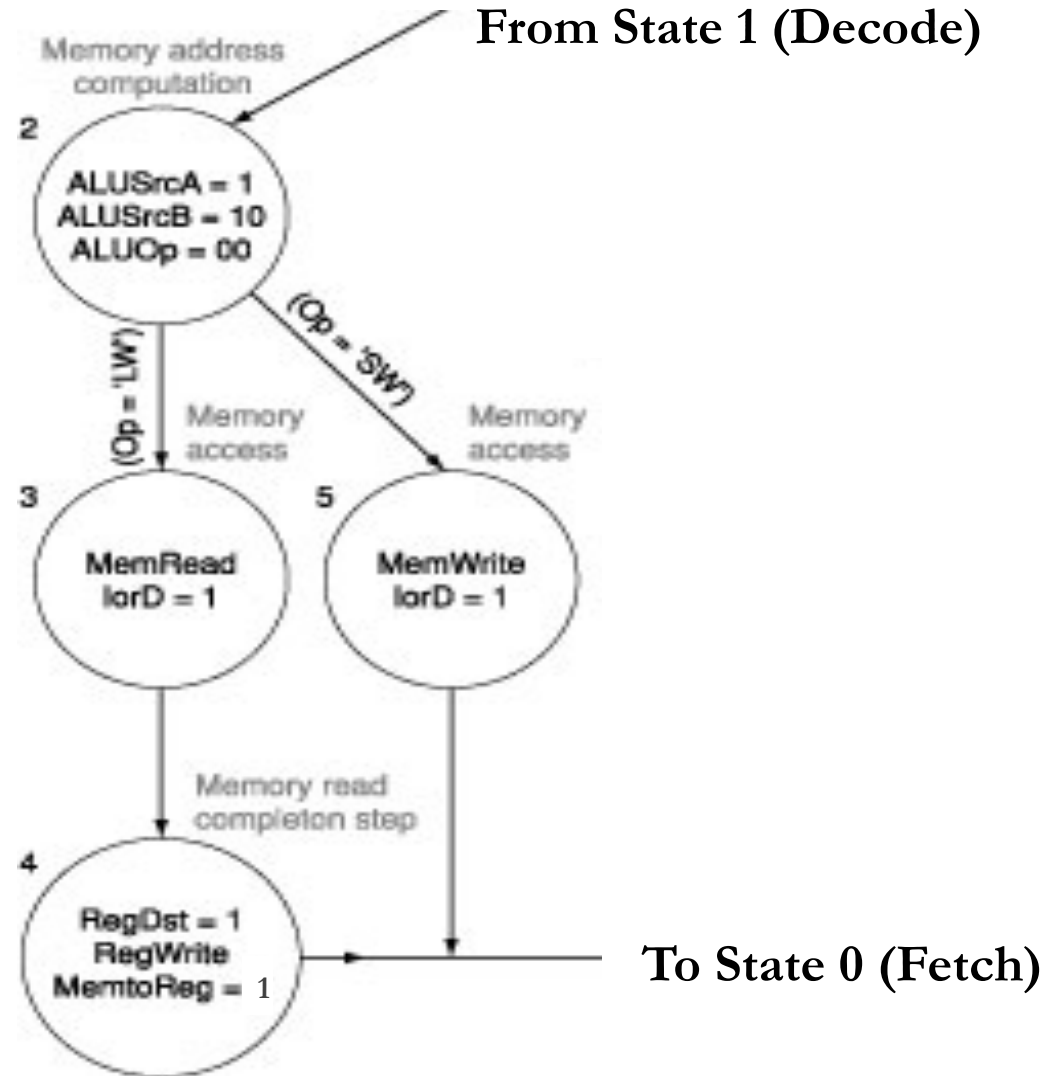 From State 1 (Decode)
Memory address
computation
2
ALUSrcA = 1
ALUSrcB = 10
ALUOp = 00
(Op = 'LW')
(Op = 'SW')
Memory
access
Memory
access
3
MemRead
IorD = 1
5
MemWrite
IorD = 1
Memory read
completon step
4
RegDst = 1
RegWrite
MemtoReg = 1
To State 0 (Fetch)